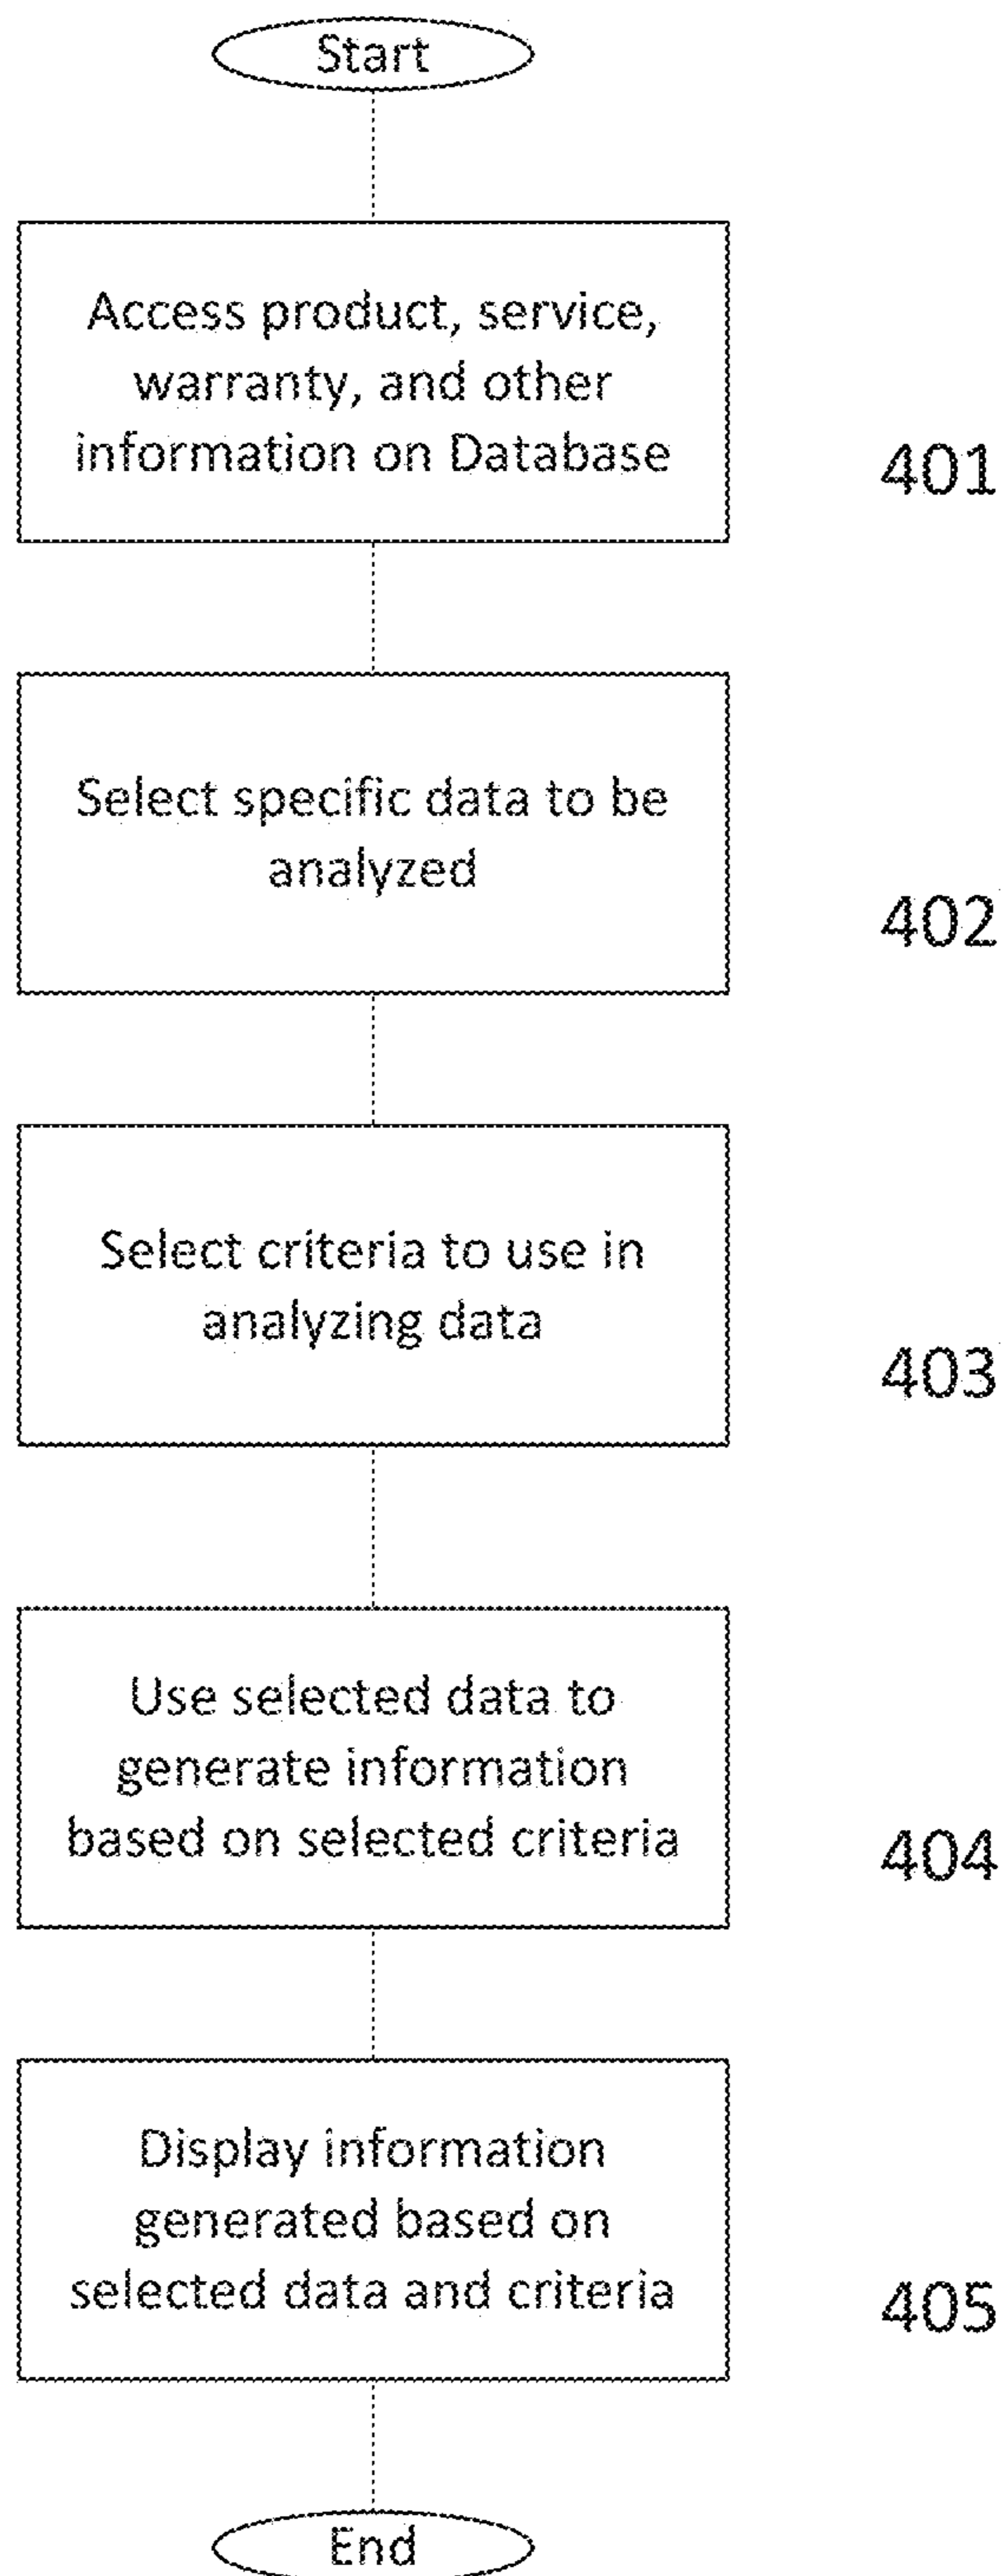 Start
Access product, service,
warranty, and other
information on Database
401
Select specific data to be
analyzed
402
Select criteria to use in
analyzing data
403
Use selected data to
generate information
based on selected criteria
404
Display information
generated based on
selected data and criteria
405
End